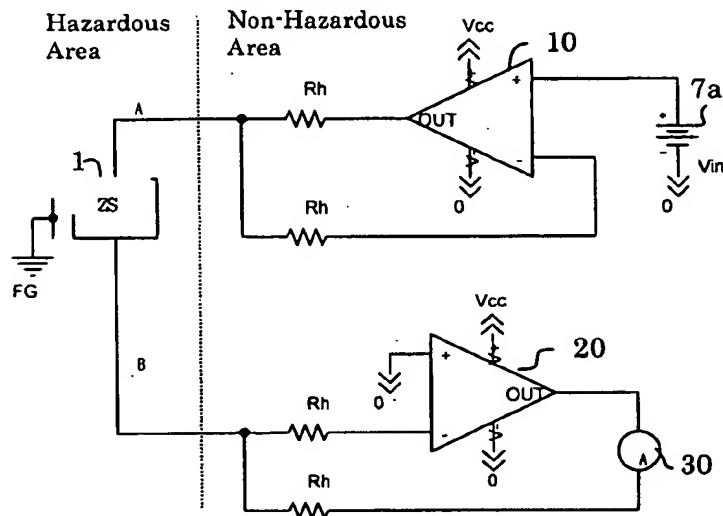 Hazardous Area
Non-Hazardous Area
Vcc
10
Rh
A
+
OUT
-
7a
+
-
Vin
0
0
1
ZS
Rh
FG
Vcc
B
+
20
0
OUT
Rh
-
0
A
30
Rh